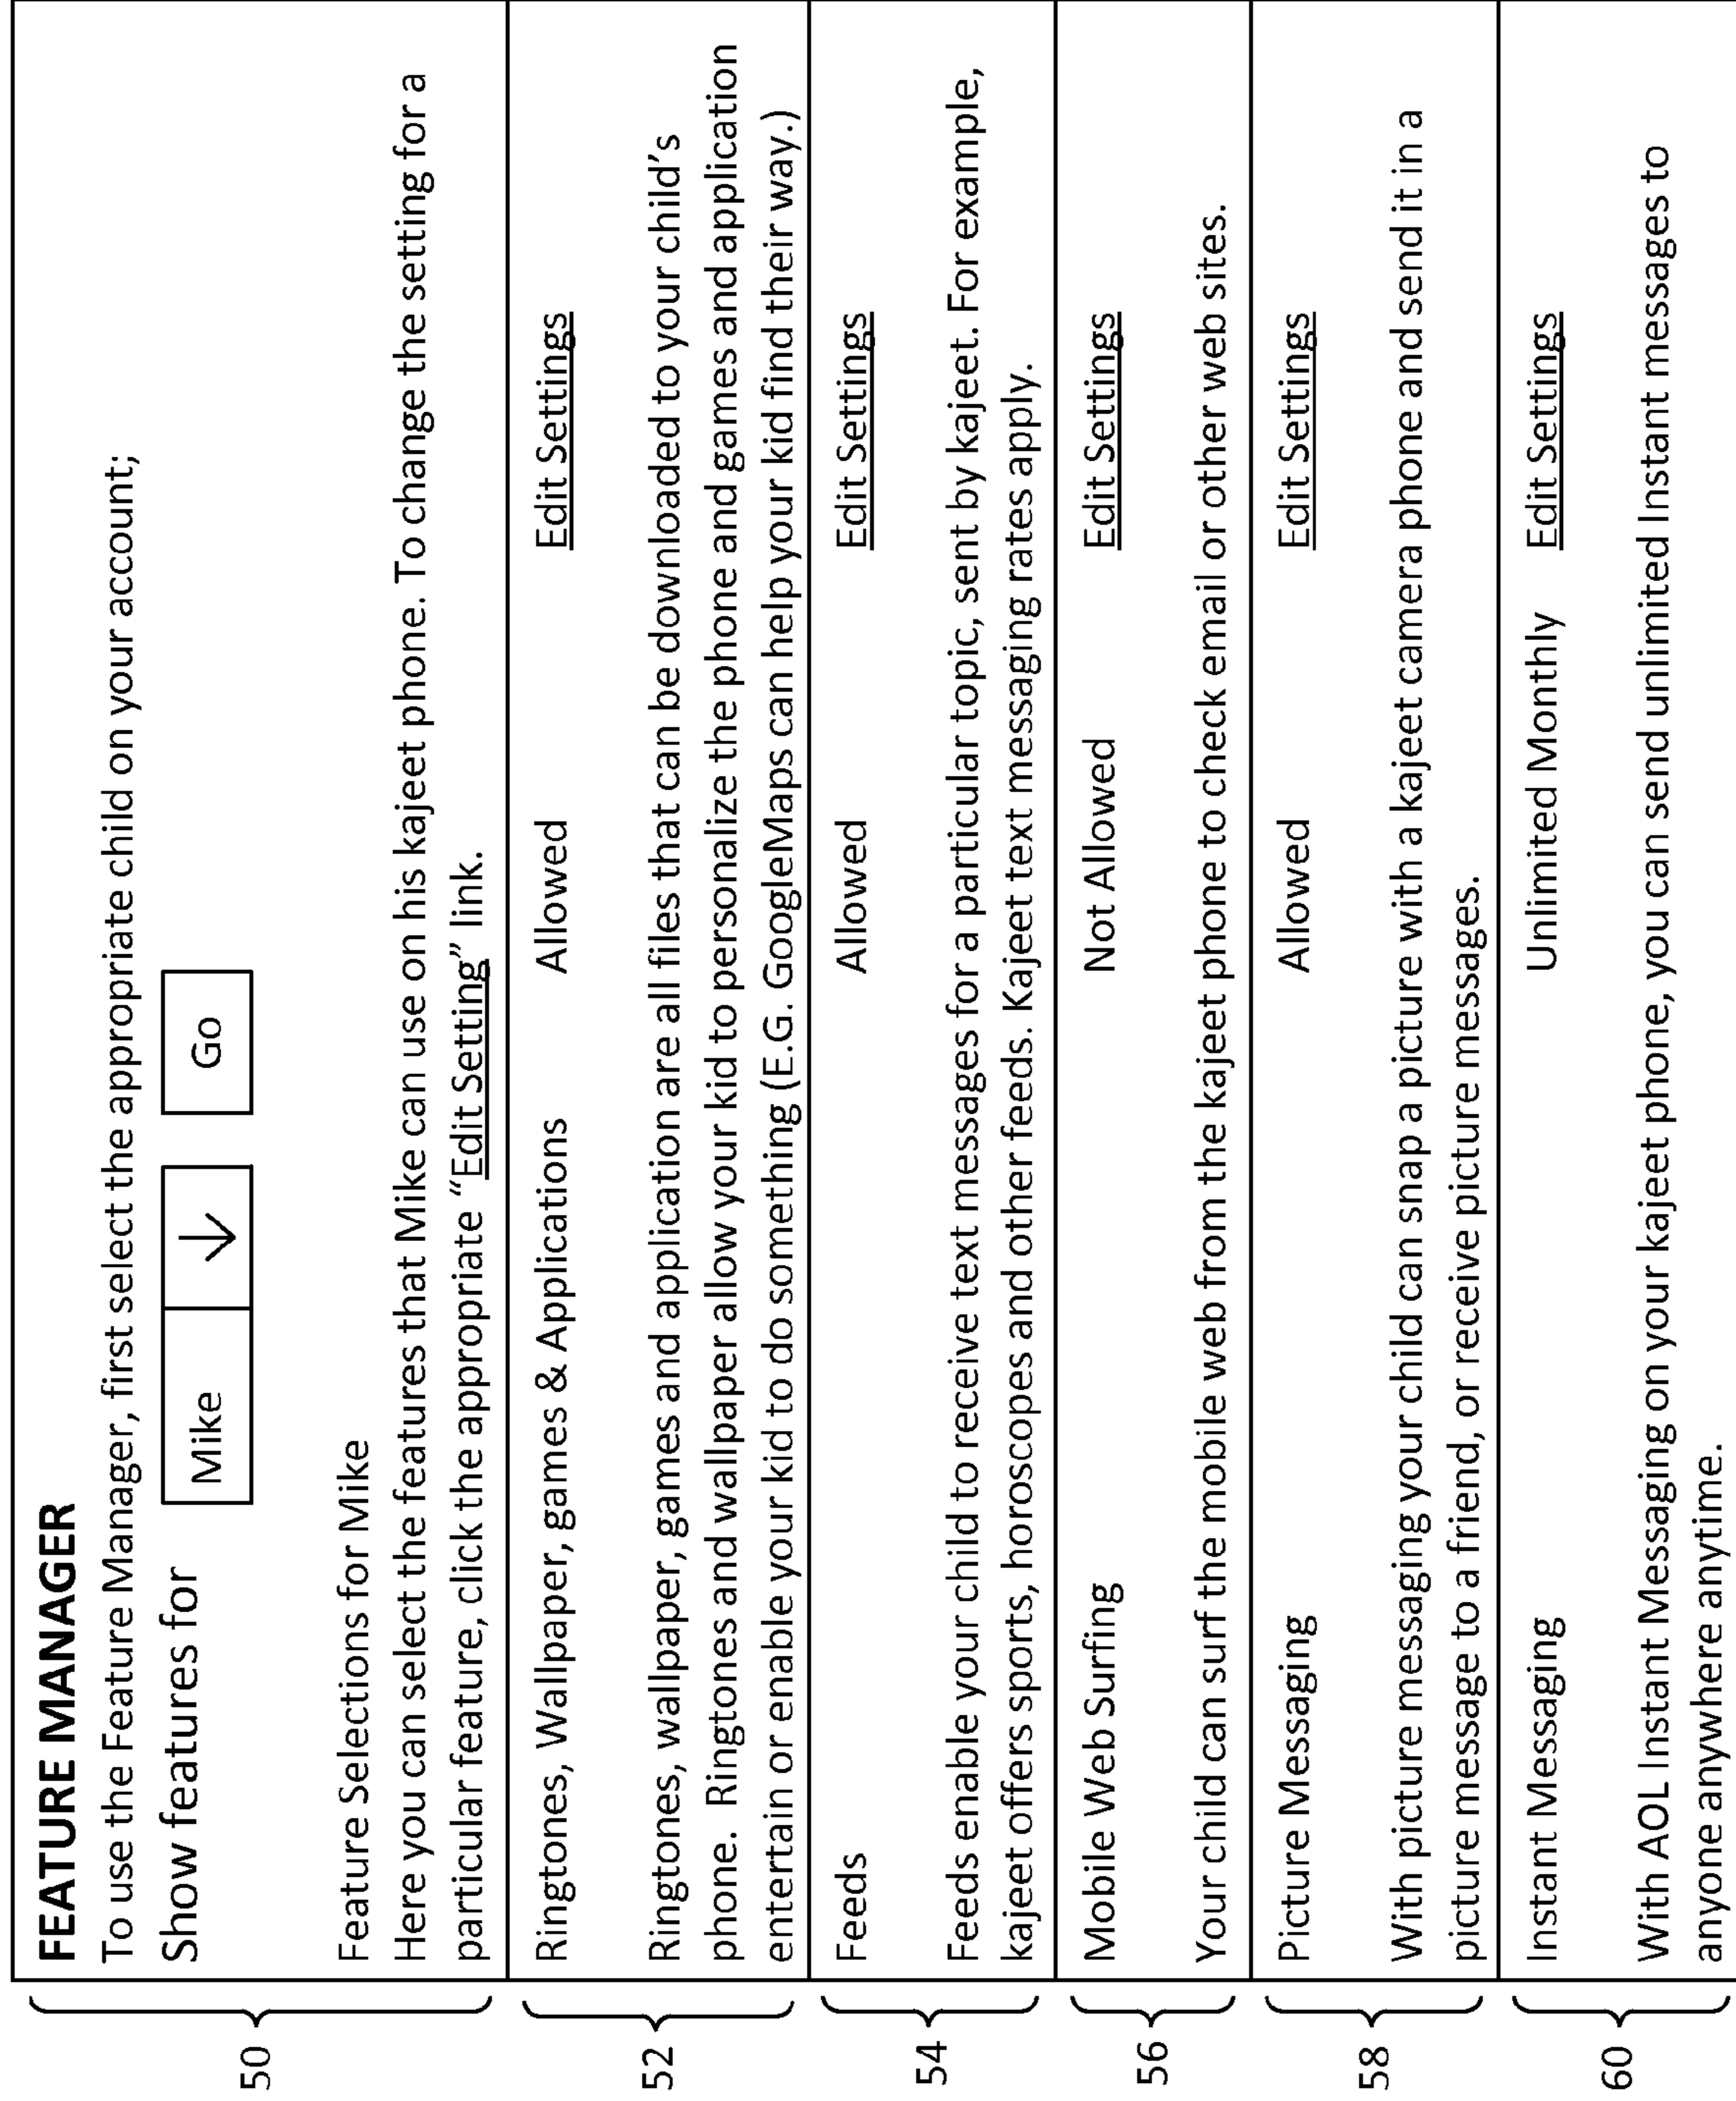 FEATURE MANAGER
To use the Feature Manager, first select the appropriate child on your account;
Show features for Mike ↓ Go
50
Feature Selections for Mike
Here you can select the features that Mike can use on his kajeet phone. To change the setting for a
particular feature, click the appropriate “Edit Setting” link.
Ringtones, Wallpaper, games & Applications Allowed Edit Settings
52
Ringtones, wallpaper, games and application are all files that can be downloaded to your child's
phone. Ringtones and wallpaper allow your kid to personalize the phone and games and application
entertain or enable your kid to do something (E.G. GoogleMaps can help your kid find their way.)
Feeds Allowed Edit Settings
54
Feeds enable your child to receive text messages for a particular topic, sent by kajeet. For example,
kajeet offers sports, horoscopes and other feeds. Kajeet text messaging rates apply.
Mobile Web Surfing Not Allowed Edit Settings
56
Your child can surf the mobile web from the kajeet phone to check email or other web sites.
Picture Messaging Allowed Edit Settings
58
With picture messaging your child can snap a picture with a kajeet camera phone and send it in a
picture message to a friend, or receive picture messages.
Instant Messaging Unlimited Monthly Edit Settings
60
With AOL Instant Messaging on your kajeet phone, you can send unlimited Instant messages to
anyone anywhere anytime.